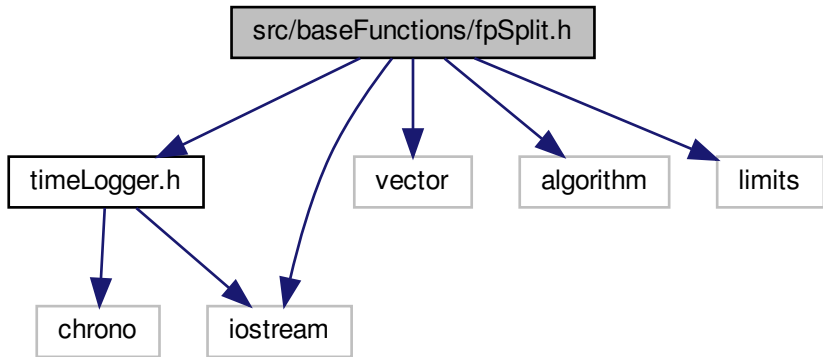 src/baseFunctions/fpSplit.h
timeLogger.h
vector
algorithm
limits
chrono
iostream